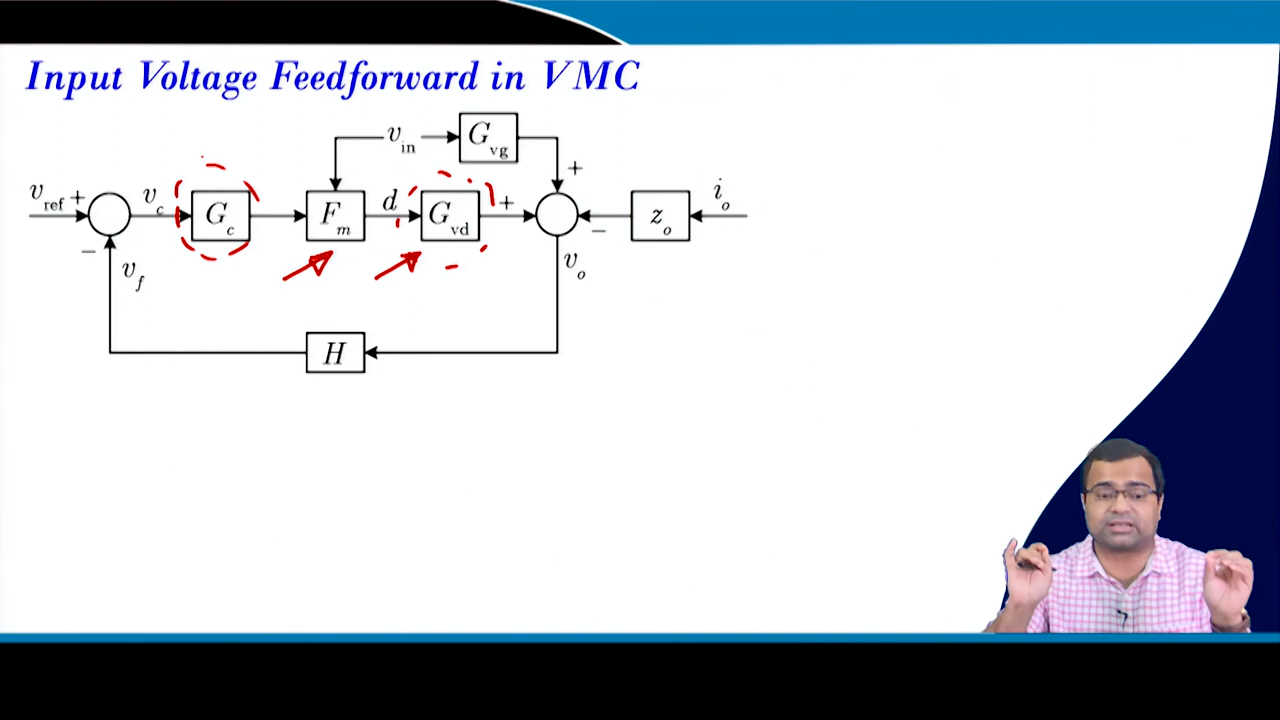 Input Voltage Feedforward in VMC
v_in G_vg +
v_ref + v_c G_c F_m d G_vd + − z_o i_o
− v_f v_o
H